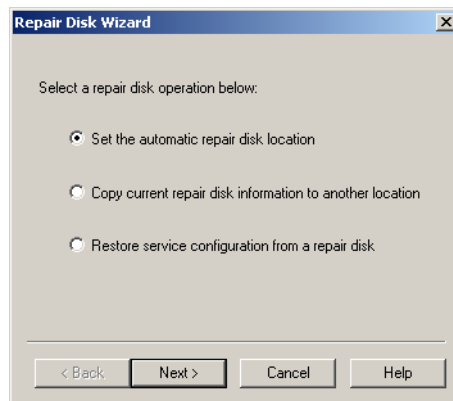 Repair Disk Wizard
Select a repair disk operation below:
Set the automatic repair disk location
Copy current repair disk information to another location
Restore service configuration from a repair disk
< Back Next > Cancel Help